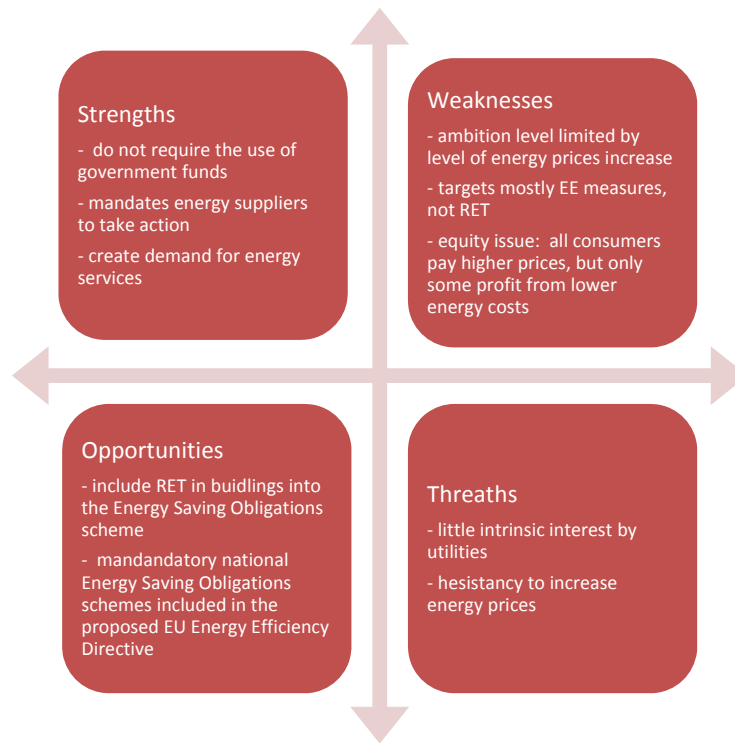 Strengths
- do not require the use of
government funds
- mandates energy suppliers
to take action
- create demand for energy
services
Weaknesses
- ambition level limited by
level of energy prices increase
- targets mostly EE measures,
not RET
- equity issue: all consumers
pay higher prices, but only
some profit from lower
energy costs
Opportunities
- include RET in buidlings into
the Energy Saving Obligations
scheme
- mandandatory national
Energy Saving Obligations
schemes included in the
proposed EU Energy Efficiency
Directive
Threaths
- little intrinsic interest by
utilities
- hesistancy to increase
energy prices